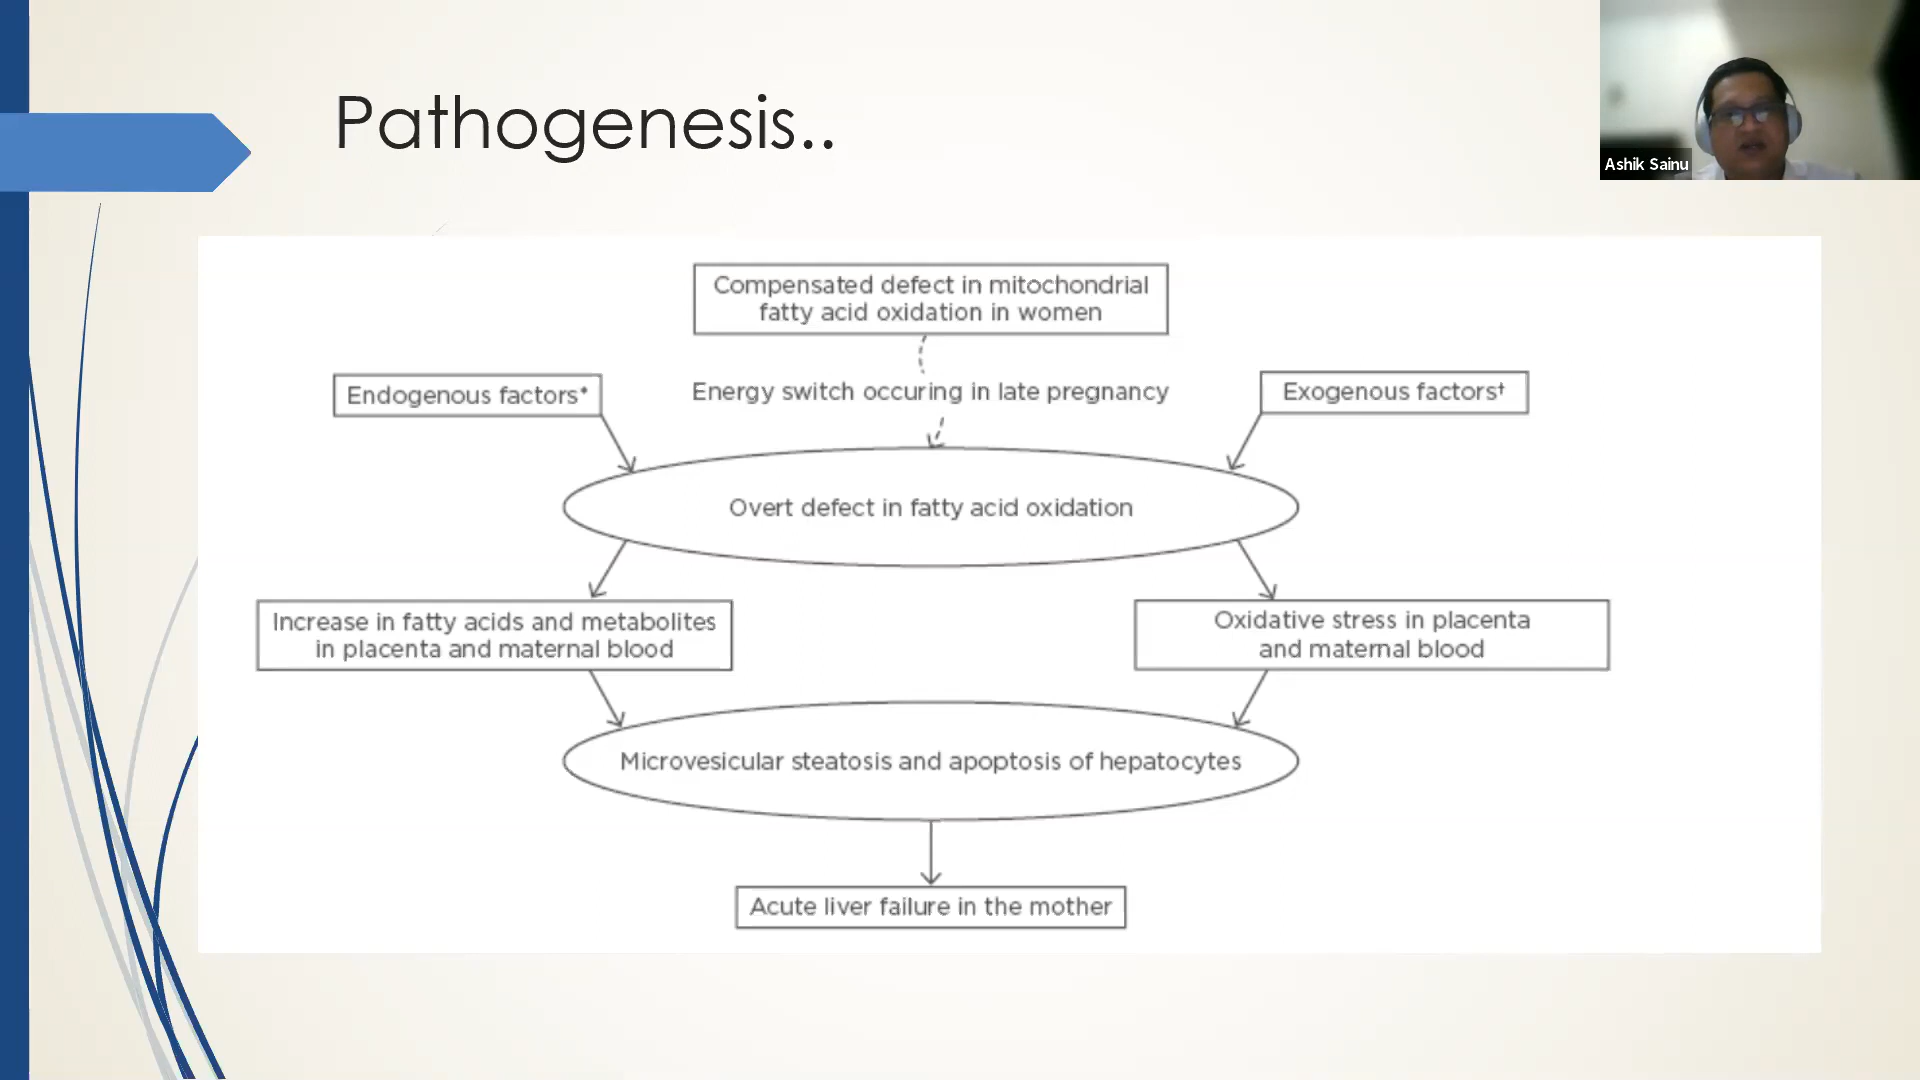 Pathogenesis..
Ashik Sainu
Compensated defect in mitochondrial
fatty acid oxidation in women
Endogenous factors*
Energy switch occuring in late pregnancy
Exogenous factors†
Overt defect in fatty acid oxidation
Increase in fatty acids and metabolites
in placenta and maternal blood
Oxidative stress in placenta
and maternal blood
Microvesicular steatosis and apoptosis of hepatocytes
Acute liver failure in the mother